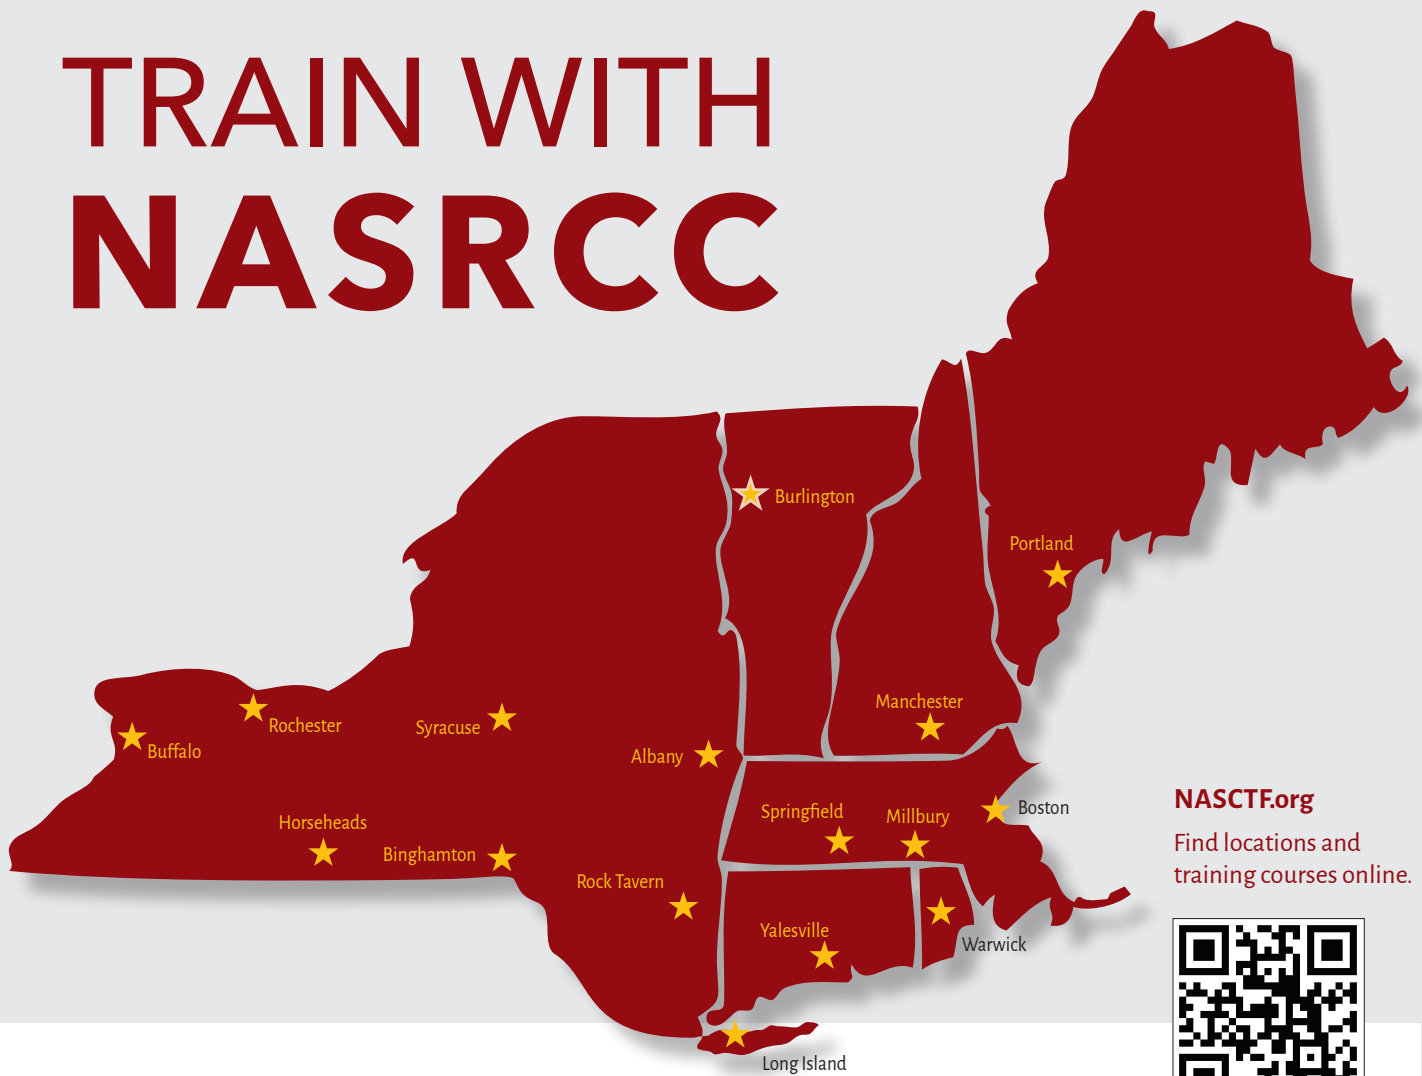 TRAIN WITH
NASRCC
Burlington
Portland
Manchester
Rochester
Syracuse
Buffalo
Albany
Springfield
Millbury
Boston
Horseheads
Binghamton
Rock Tavern
Yalesville
Warwick
Long Island
NASCTF.org
Find locations and
training courses online.